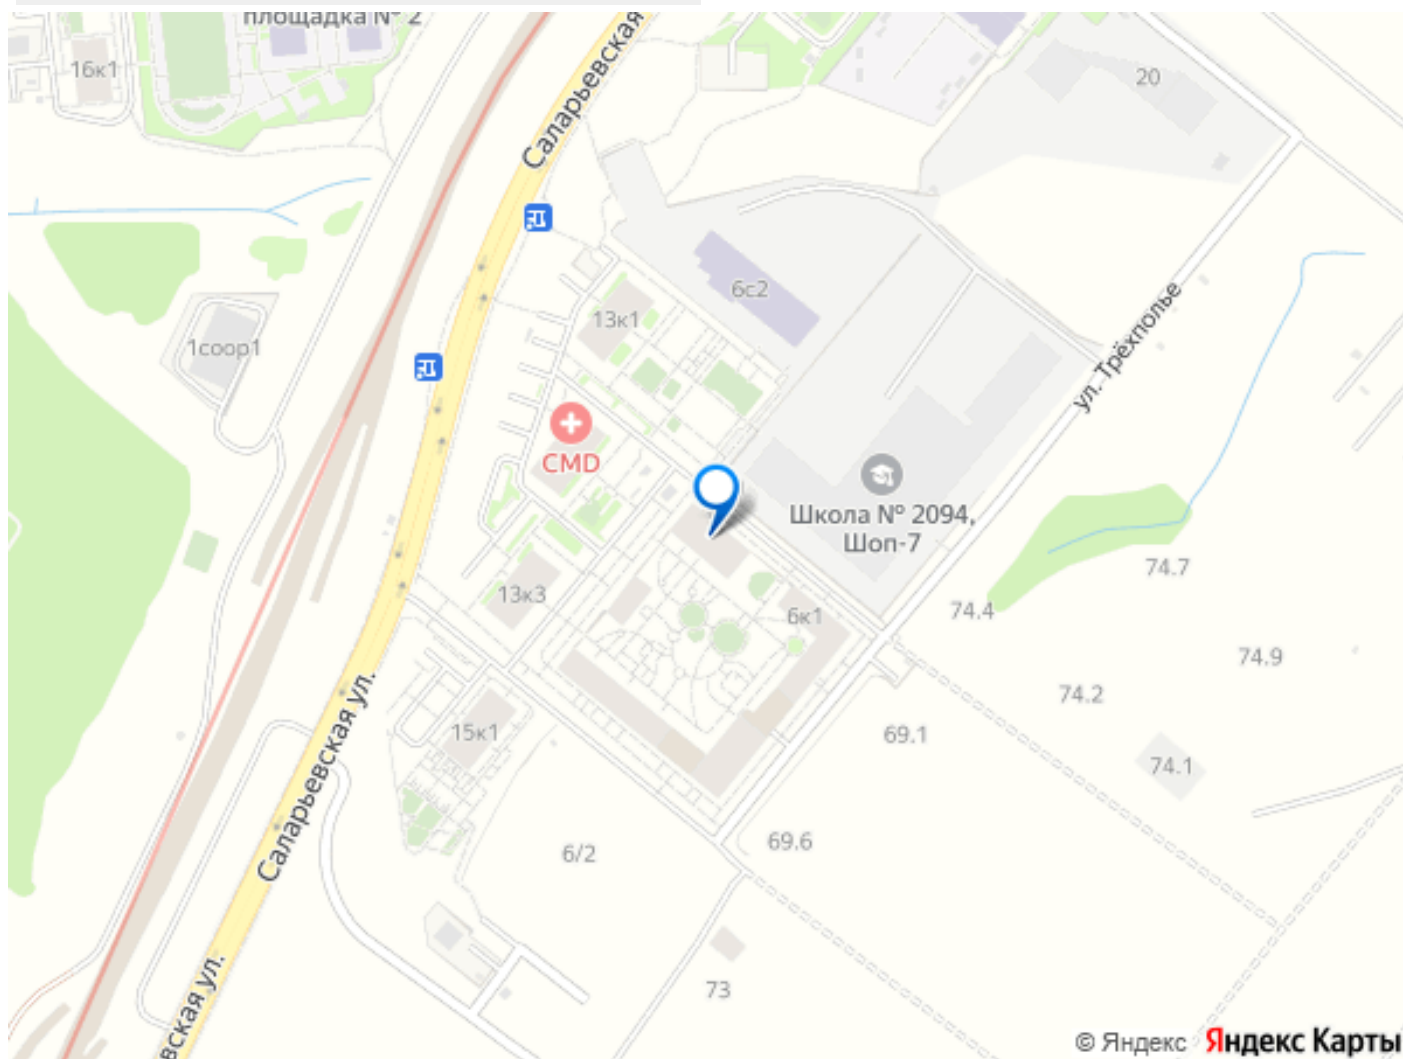 площадка № 2
16к1
Саларьевская
20
6с2
13к1
1соор1
ул. Трёхполье
CMD
Школа № 2094,
Шоп-7
74.7
13к3
6к1
74.4
74.9
74.2
15к1
69.1
74.1
Саларьевская ул.
6/2
69.6
73
вская ул.
© Яндекс Яндекс Карты